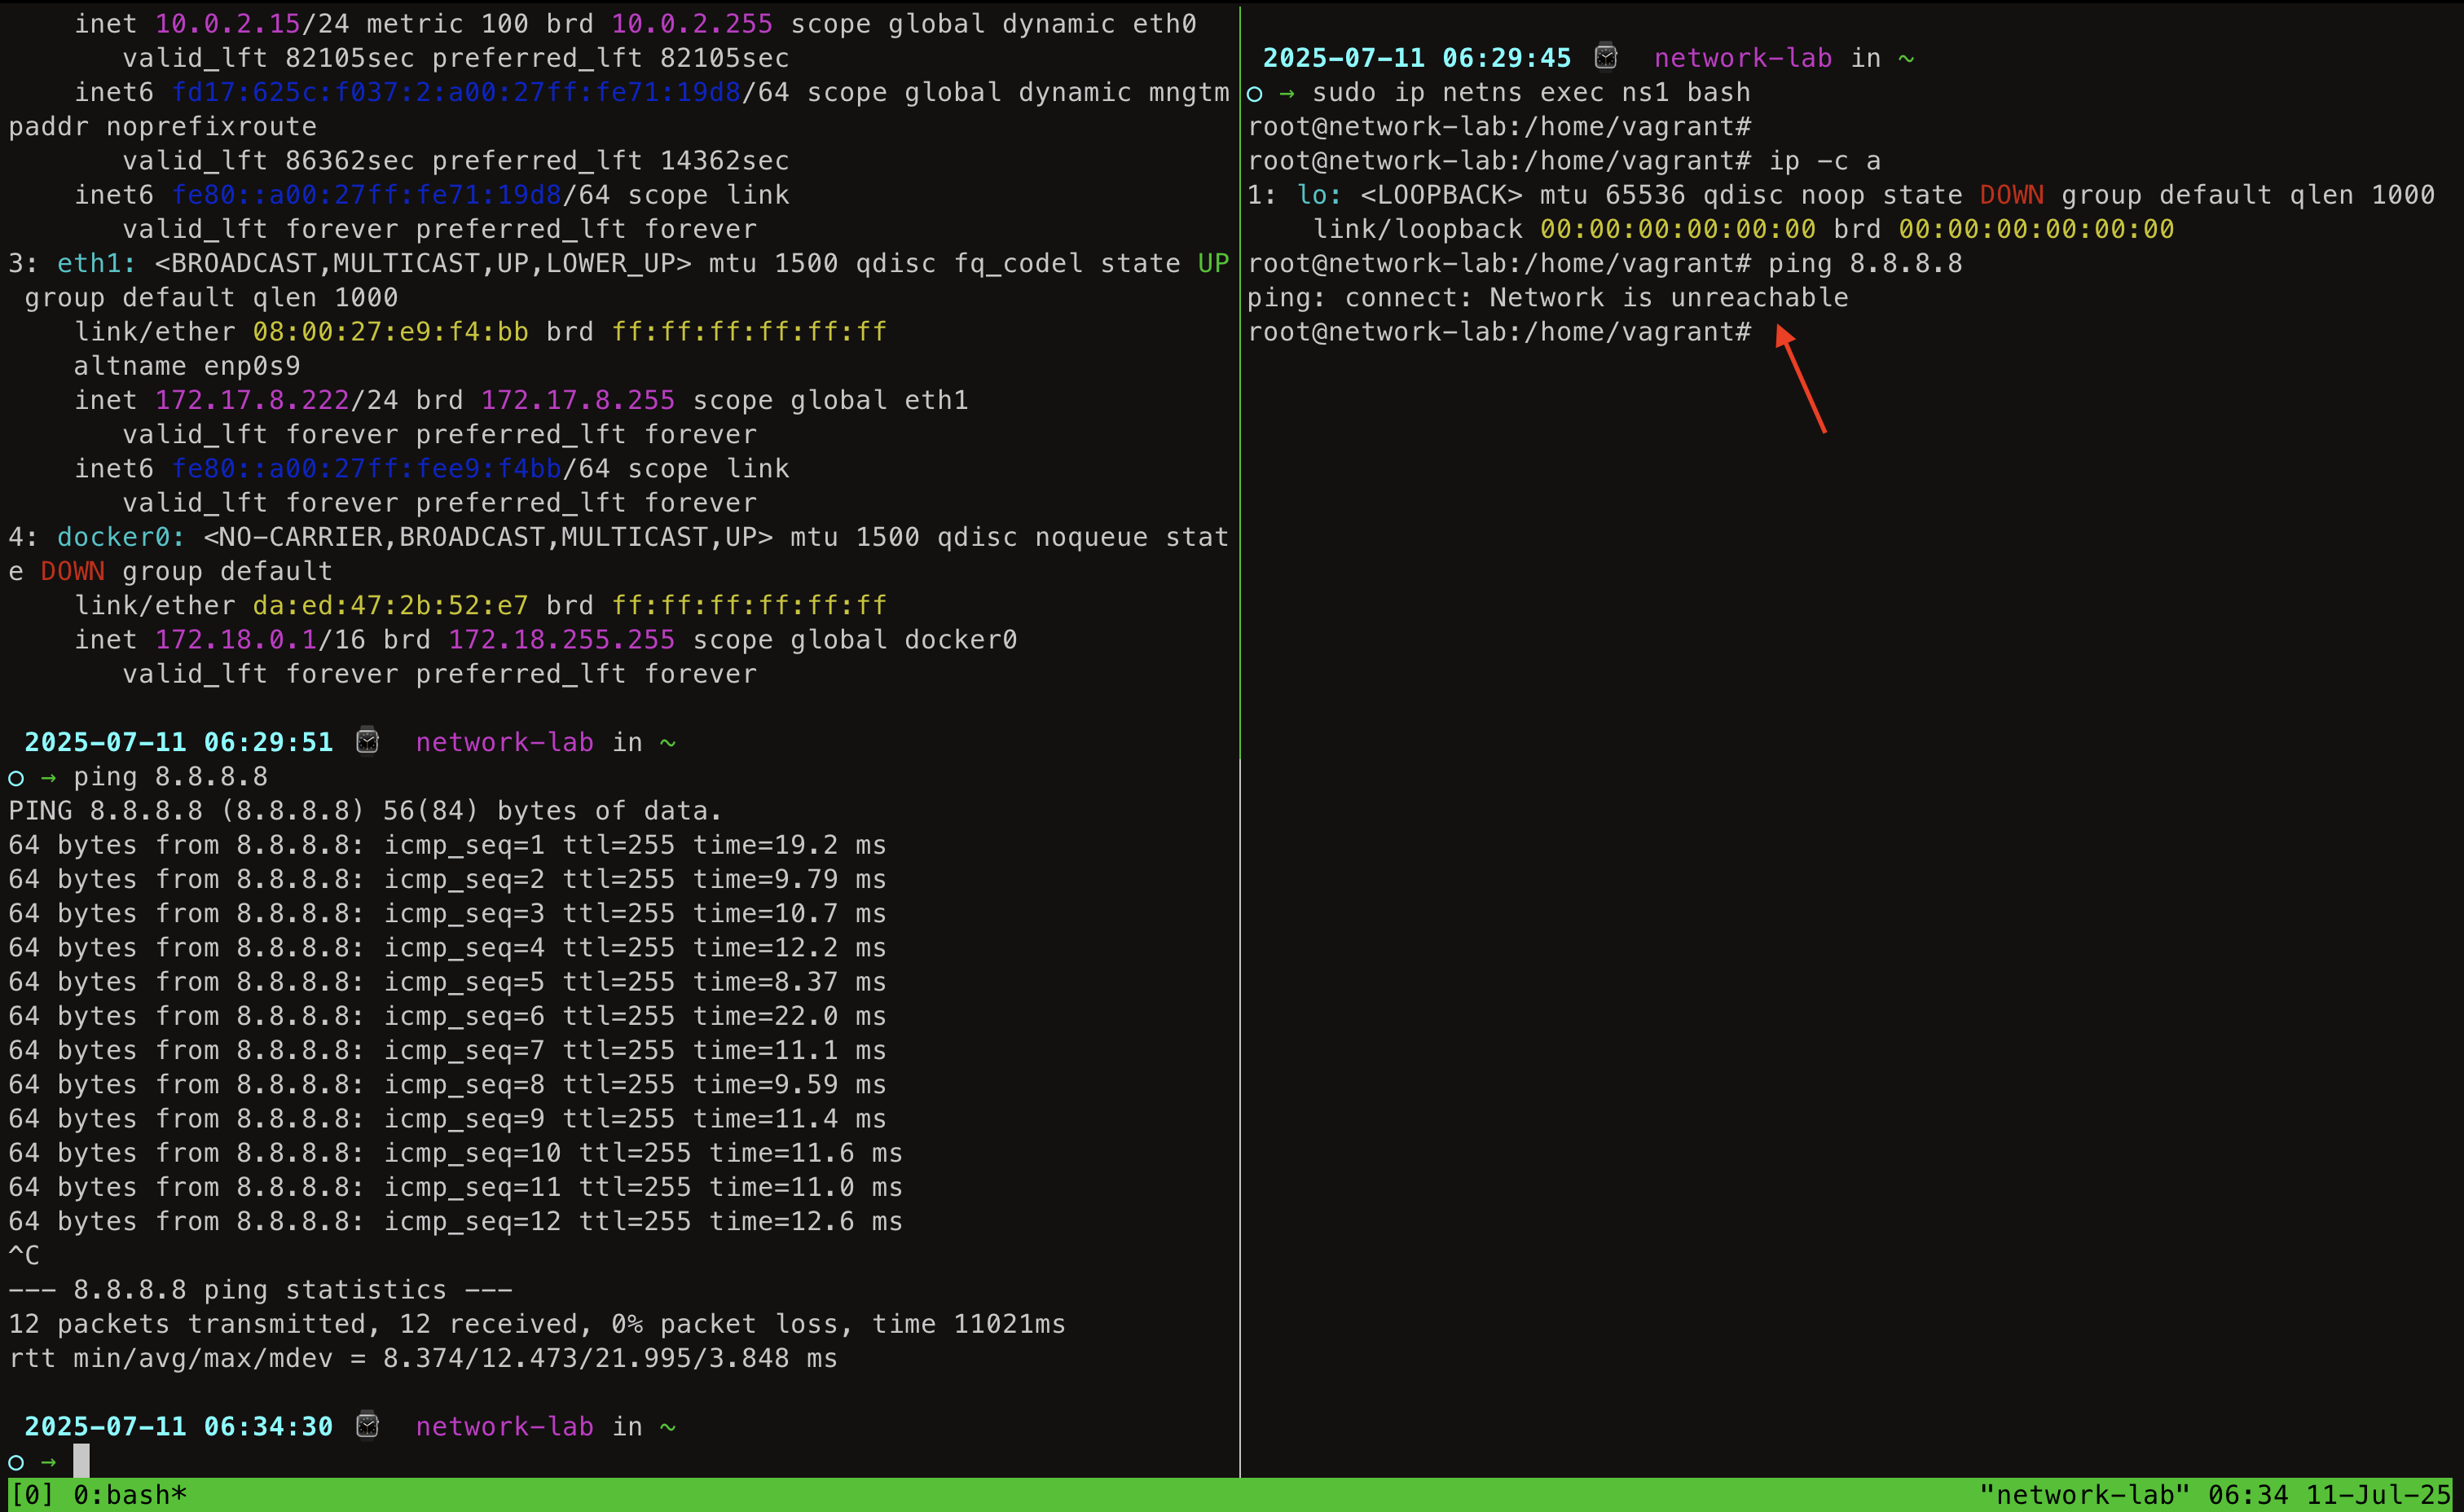 inet 10.0.2.15/24 metric 100 brd 10.0.2.255 scope global dynamic eth0
       valid_lft 82105sec preferred_lft 82105sec
    inet6 fd17:625c:f037:2:a00:27ff:fe71:19d8/64 scope global dynamic mngtm
paddr noprefixroute
       valid_lft 86362sec preferred_lft 14362sec
    inet6 fe80::a00:27ff:fe71:19d8/64 scope link
       valid_lft forever preferred_lft forever
3: eth1: <BROADCAST,MULTICAST,UP,LOWER_UP> mtu 1500 qdisc fq_codel state UP
 group default qlen 1000
    link/ether 08:00:27:e9:f4:bb brd ff:ff:ff:ff:ff:ff
    altname enp0s9
    inet 172.17.8.222/24 brd 172.17.8.255 scope global eth1
       valid_lft forever preferred_lft forever
    inet6 fe80::a00:27ff:fee9:f4bb/64 scope link
       valid_lft forever preferred_lft forever
4: docker0: <NO-CARRIER,BROADCAST,MULTICAST,UP> mtu 1500 qdisc noqueue stat
e DOWN group default
    link/ether da:ed:47:2b:52:e7 brd ff:ff:ff:ff:ff:ff
    inet 172.18.0.1/16 brd 172.18.255.255 scope global docker0
       valid_lft forever preferred_lft forever
 2025-07-11 06:29:51 network-lab in ~
○ → ping 8.8.8.8
PING 8.8.8.8 (8.8.8.8) 56(84) bytes of data.
64 bytes from 8.8.8.8: icmp_seq=1 ttl=255 time=19.2 ms
64 bytes from 8.8.8.8: icmp_seq=2 ttl=255 time=9.79 ms
64 bytes from 8.8.8.8: icmp_seq=3 ttl=255 time=10.7 ms
64 bytes from 8.8.8.8: icmp_seq=4 ttl=255 time=12.2 ms
64 bytes from 8.8.8.8: icmp_seq=5 ttl=255 time=8.37 ms
64 bytes from 8.8.8.8: icmp_seq=6 ttl=255 time=22.0 ms
64 bytes from 8.8.8.8: icmp_seq=7 ttl=255 time=11.1 ms
64 bytes from 8.8.8.8: icmp_seq=8 ttl=255 time=9.59 ms
64 bytes from 8.8.8.8: icmp_seq=9 ttl=255 time=11.4 ms
64 bytes from 8.8.8.8: icmp_seq=10 ttl=255 time=11.6 ms
64 bytes from 8.8.8.8: icmp_seq=11 ttl=255 time=11.0 ms
64 bytes from 8.8.8.8: icmp_seq=12 ttl=255 time=12.6 ms
^C
--- 8.8.8.8 ping statistics ---
12 packets transmitted, 12 received, 0% packet loss, time 11021ms
rtt min/avg/max/mdev = 8.374/12.473/21.995/3.848 ms
 2025-07-11 06:34:30 network-lab in ~
○ →
 2025-07-11 06:29:45 network-lab in ~
○ → sudo ip netns exec ns1 bash
root@network-lab:/home/vagrant#
root@network-lab:/home/vagrant# ip -c a
1: lo: <LOOPBACK> mtu 65536 qdisc noop state DOWN group default qlen 1000
    link/loopback 00:00:00:00:00:00 brd 00:00:00:00:00:00
root@network-lab:/home/vagrant# ping 8.8.8.8
ping: connect: Network is unreachable
root@network-lab:/home/vagrant#
[0] 0:bash*
"network-lab" 06:34 11-Jul-25